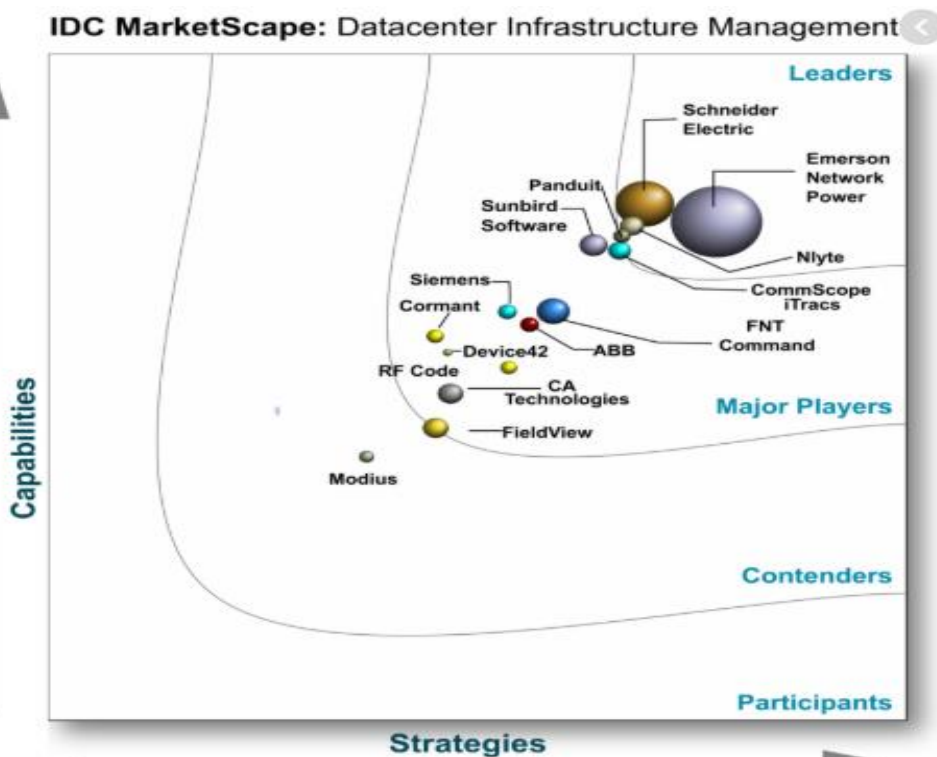 IDC MarketScape: Datacenter Infrastructure Management
Leaders
Schneider
Electric
Emerson
Network
Power
Panduit
Sunbird
Software
Nlyte
Siemens
CommScope
iTracs
Cormant
FNT
Command
Device42
ABB
RF Code
CA
Technologies
Major Players
FieldView
Capabilities
Modius
Contenders
Participants
Strategies